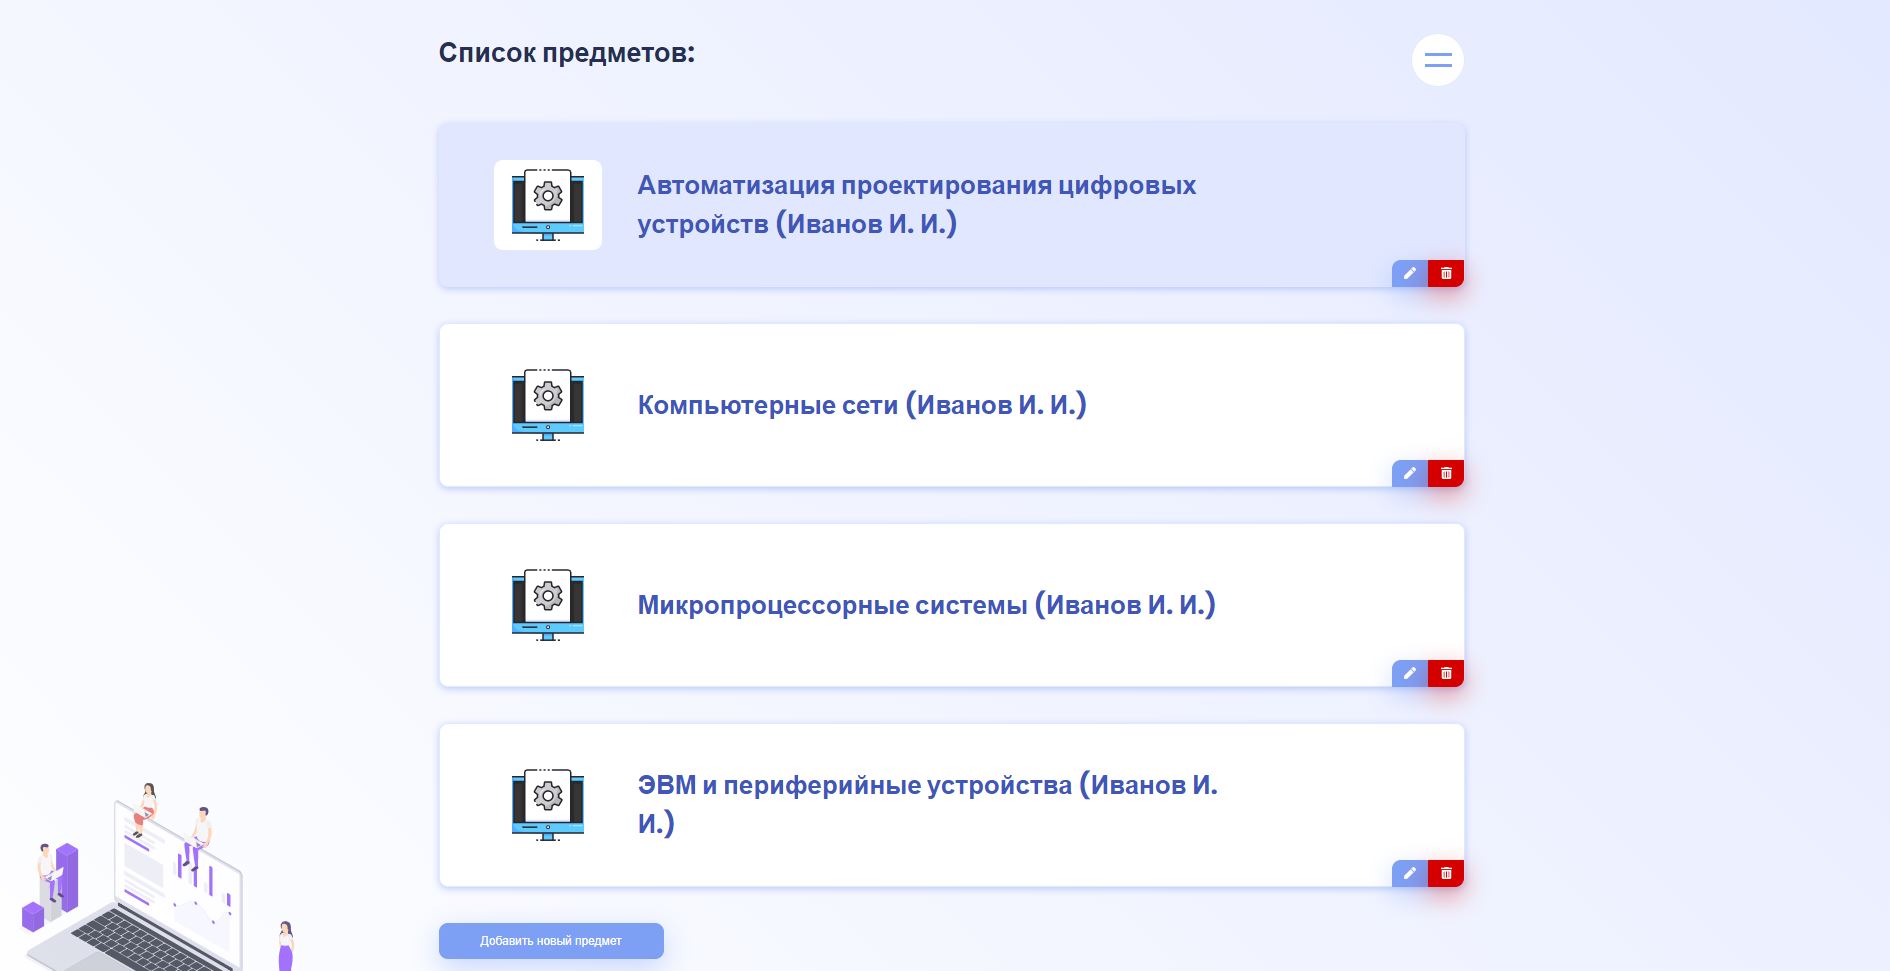 Список предметов:
Автоматизация проектирования цифровых
устройств (Иванов И. И.)
Компьютерные сети (Иванов И. И.)
Микропроцессорные системы (Иванов И. И.)
ЭВМ и периферийные устройства (Иванов И.
И.)
Добавить новый предмет